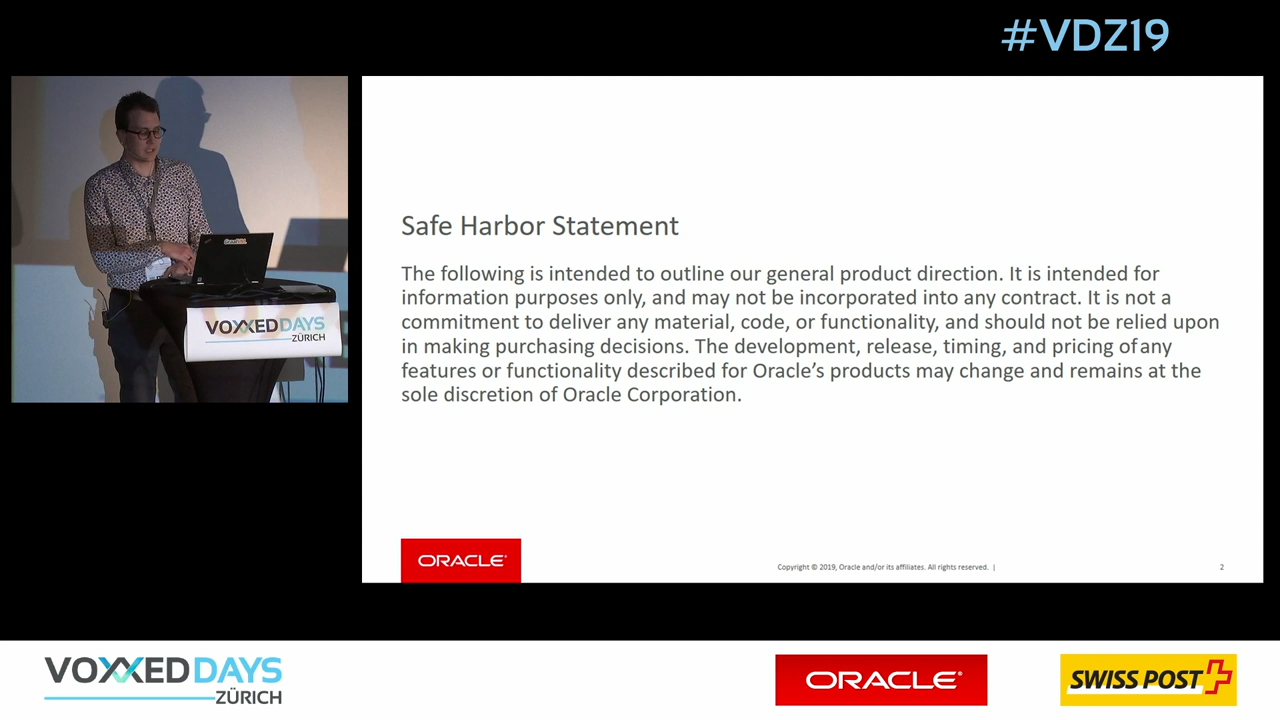 #VDZ19
GraalVM
VOXXEDDAYS
ZÜRICH
Safe Harbor Statement
The following is intended to outline our general product direction. It is intended for
information purposes only, and may not be incorporated into any contract. It is not a
commitment to deliver any material, code, or functionality, and should not be relied upon
in making purchasing decisions. The development, release, timing, and pricing of any
features or functionality described for Oracle’s products may change and remains at the
sole discretion of Oracle Corporation.
ORACLE®
Copyright © 2019, Oracle and/or its affiliates. All rights reserved. |
2
VOXXEDDAYS
ZÜRICH
ORACLE®
SWISS POST